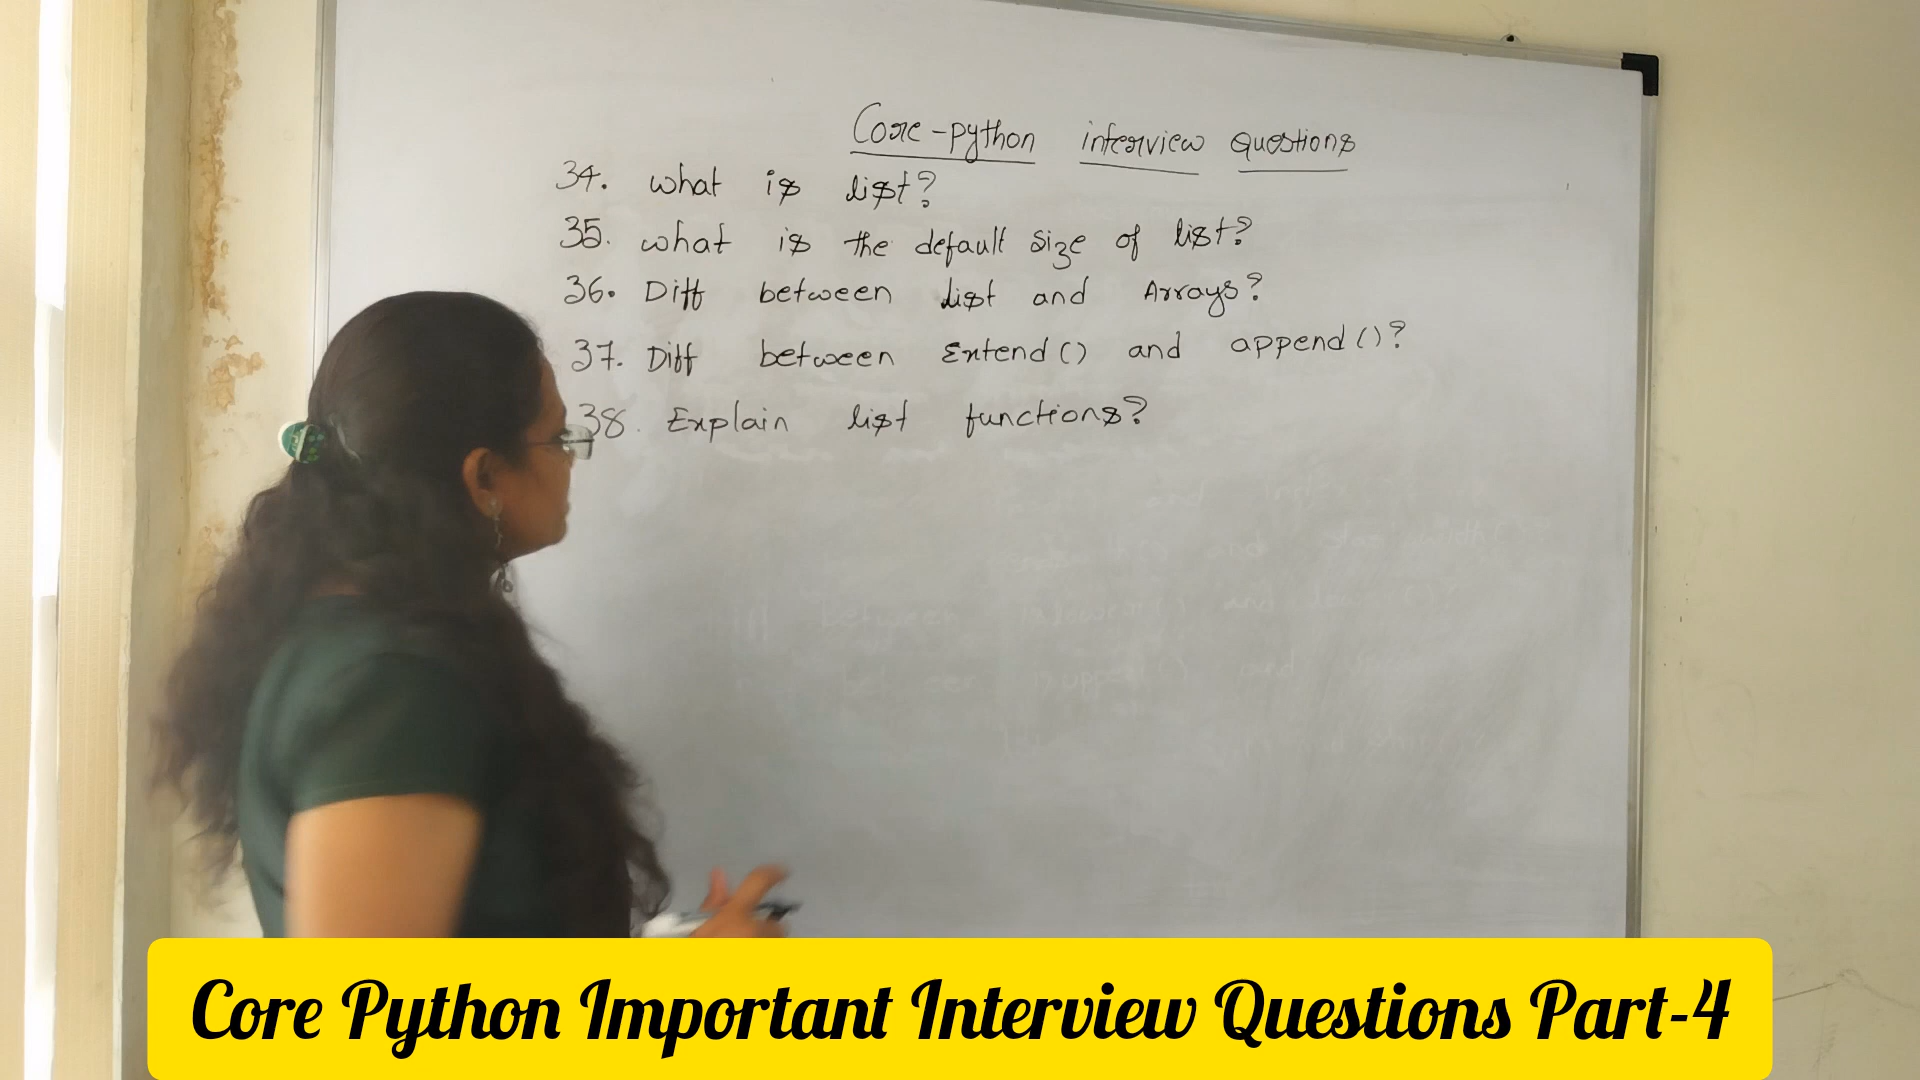 Core-python interview Questions
34. what is list?
35. what is the default size of list?
36. Diff between list and Arrays?
37. Diff between Extend() and append()?
38. Explain list functions?
Core Python Important Interview Questions Part-4